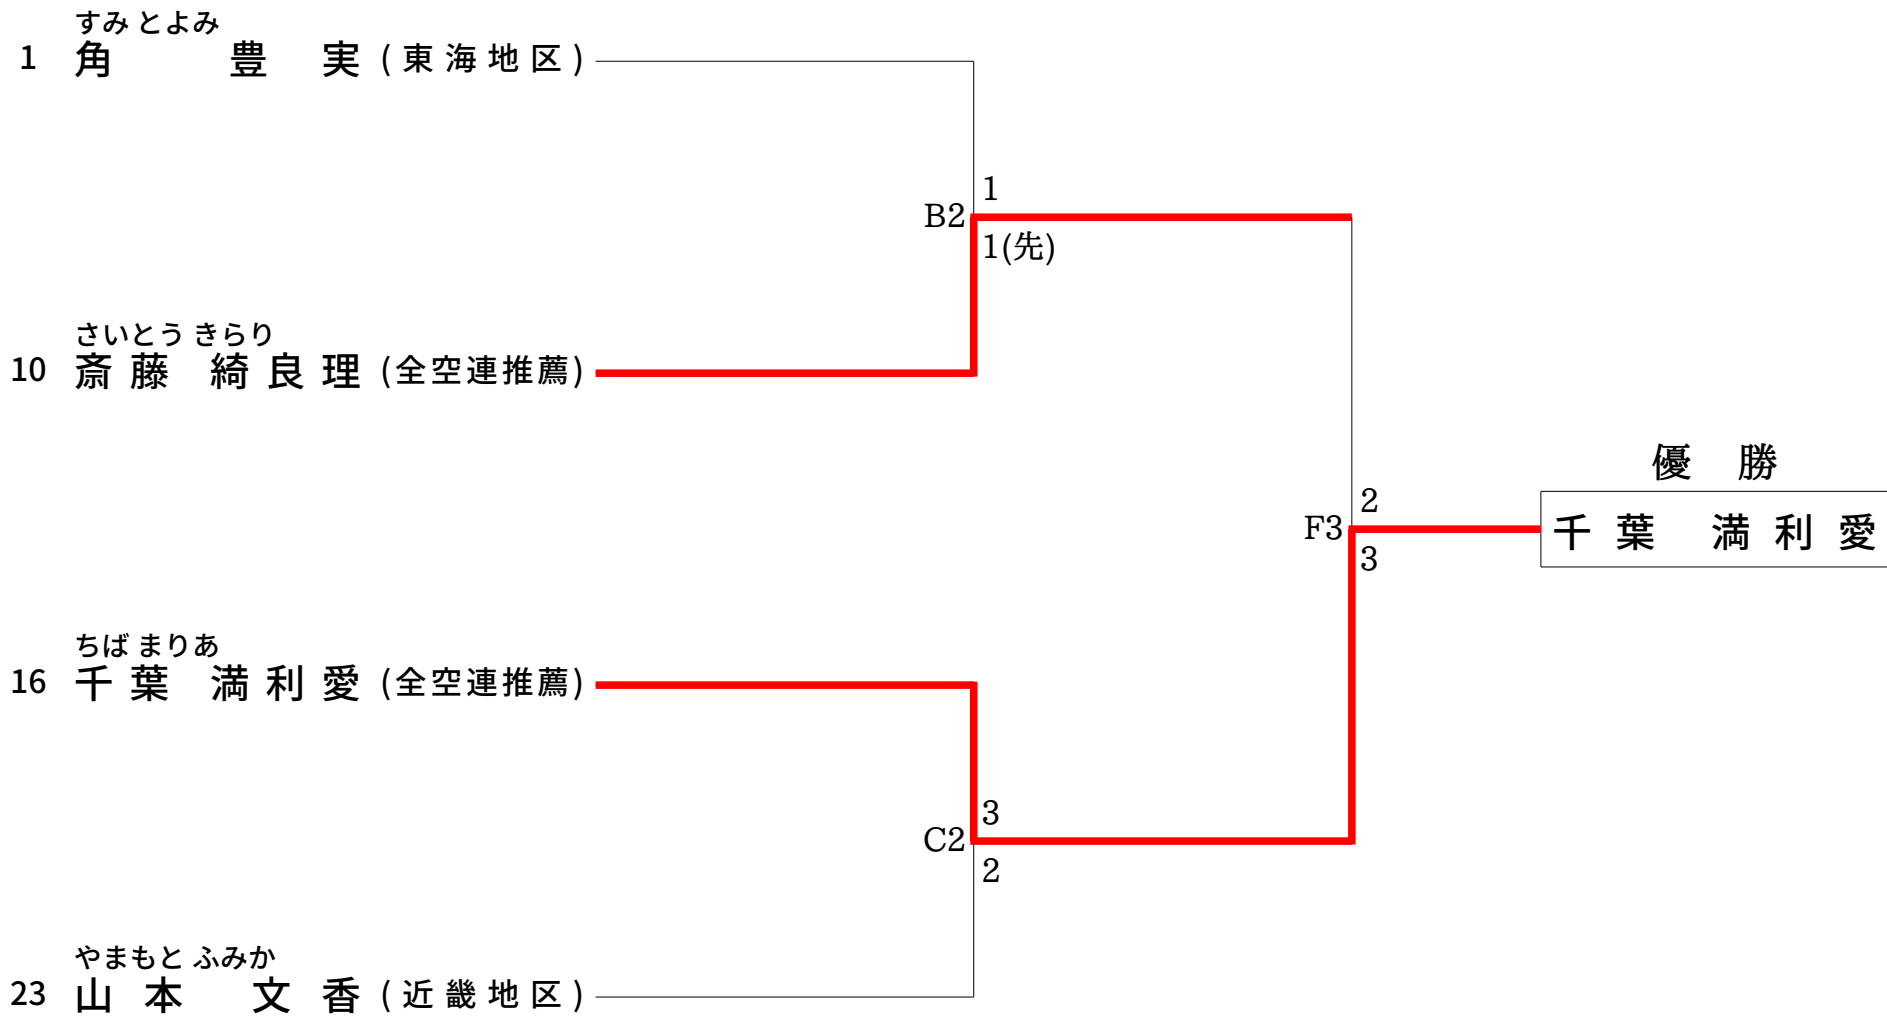 すみ とよみ
1 角 豊 実 (東海地区)
1
B2
1(先)
さいとう きらり
10 斎藤 綺良理 (全空連推薦)
優 勝
2
F3 千葉 満利愛
3
ちば まりあ
16 千葉 満利愛 (全空連推薦)
3
C2
2
やまもと ふみか
23 山本 文香 (近畿地区)